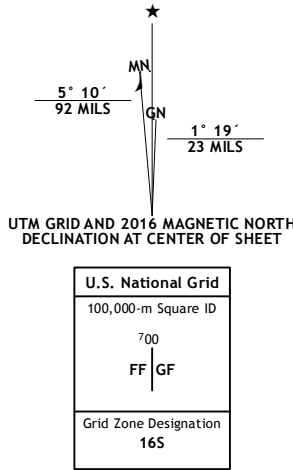 ★
MN
5° 10´
92 MILS
GN
1° 19´
23 MILS
UTM GRID AND 2016 MAGNETIC NORTH
DECLINATION AT CENTER OF SHEET
U.S. National Grid
100,000-m Square ID
⁷00
FF GF
Grid Zone Designation
16S